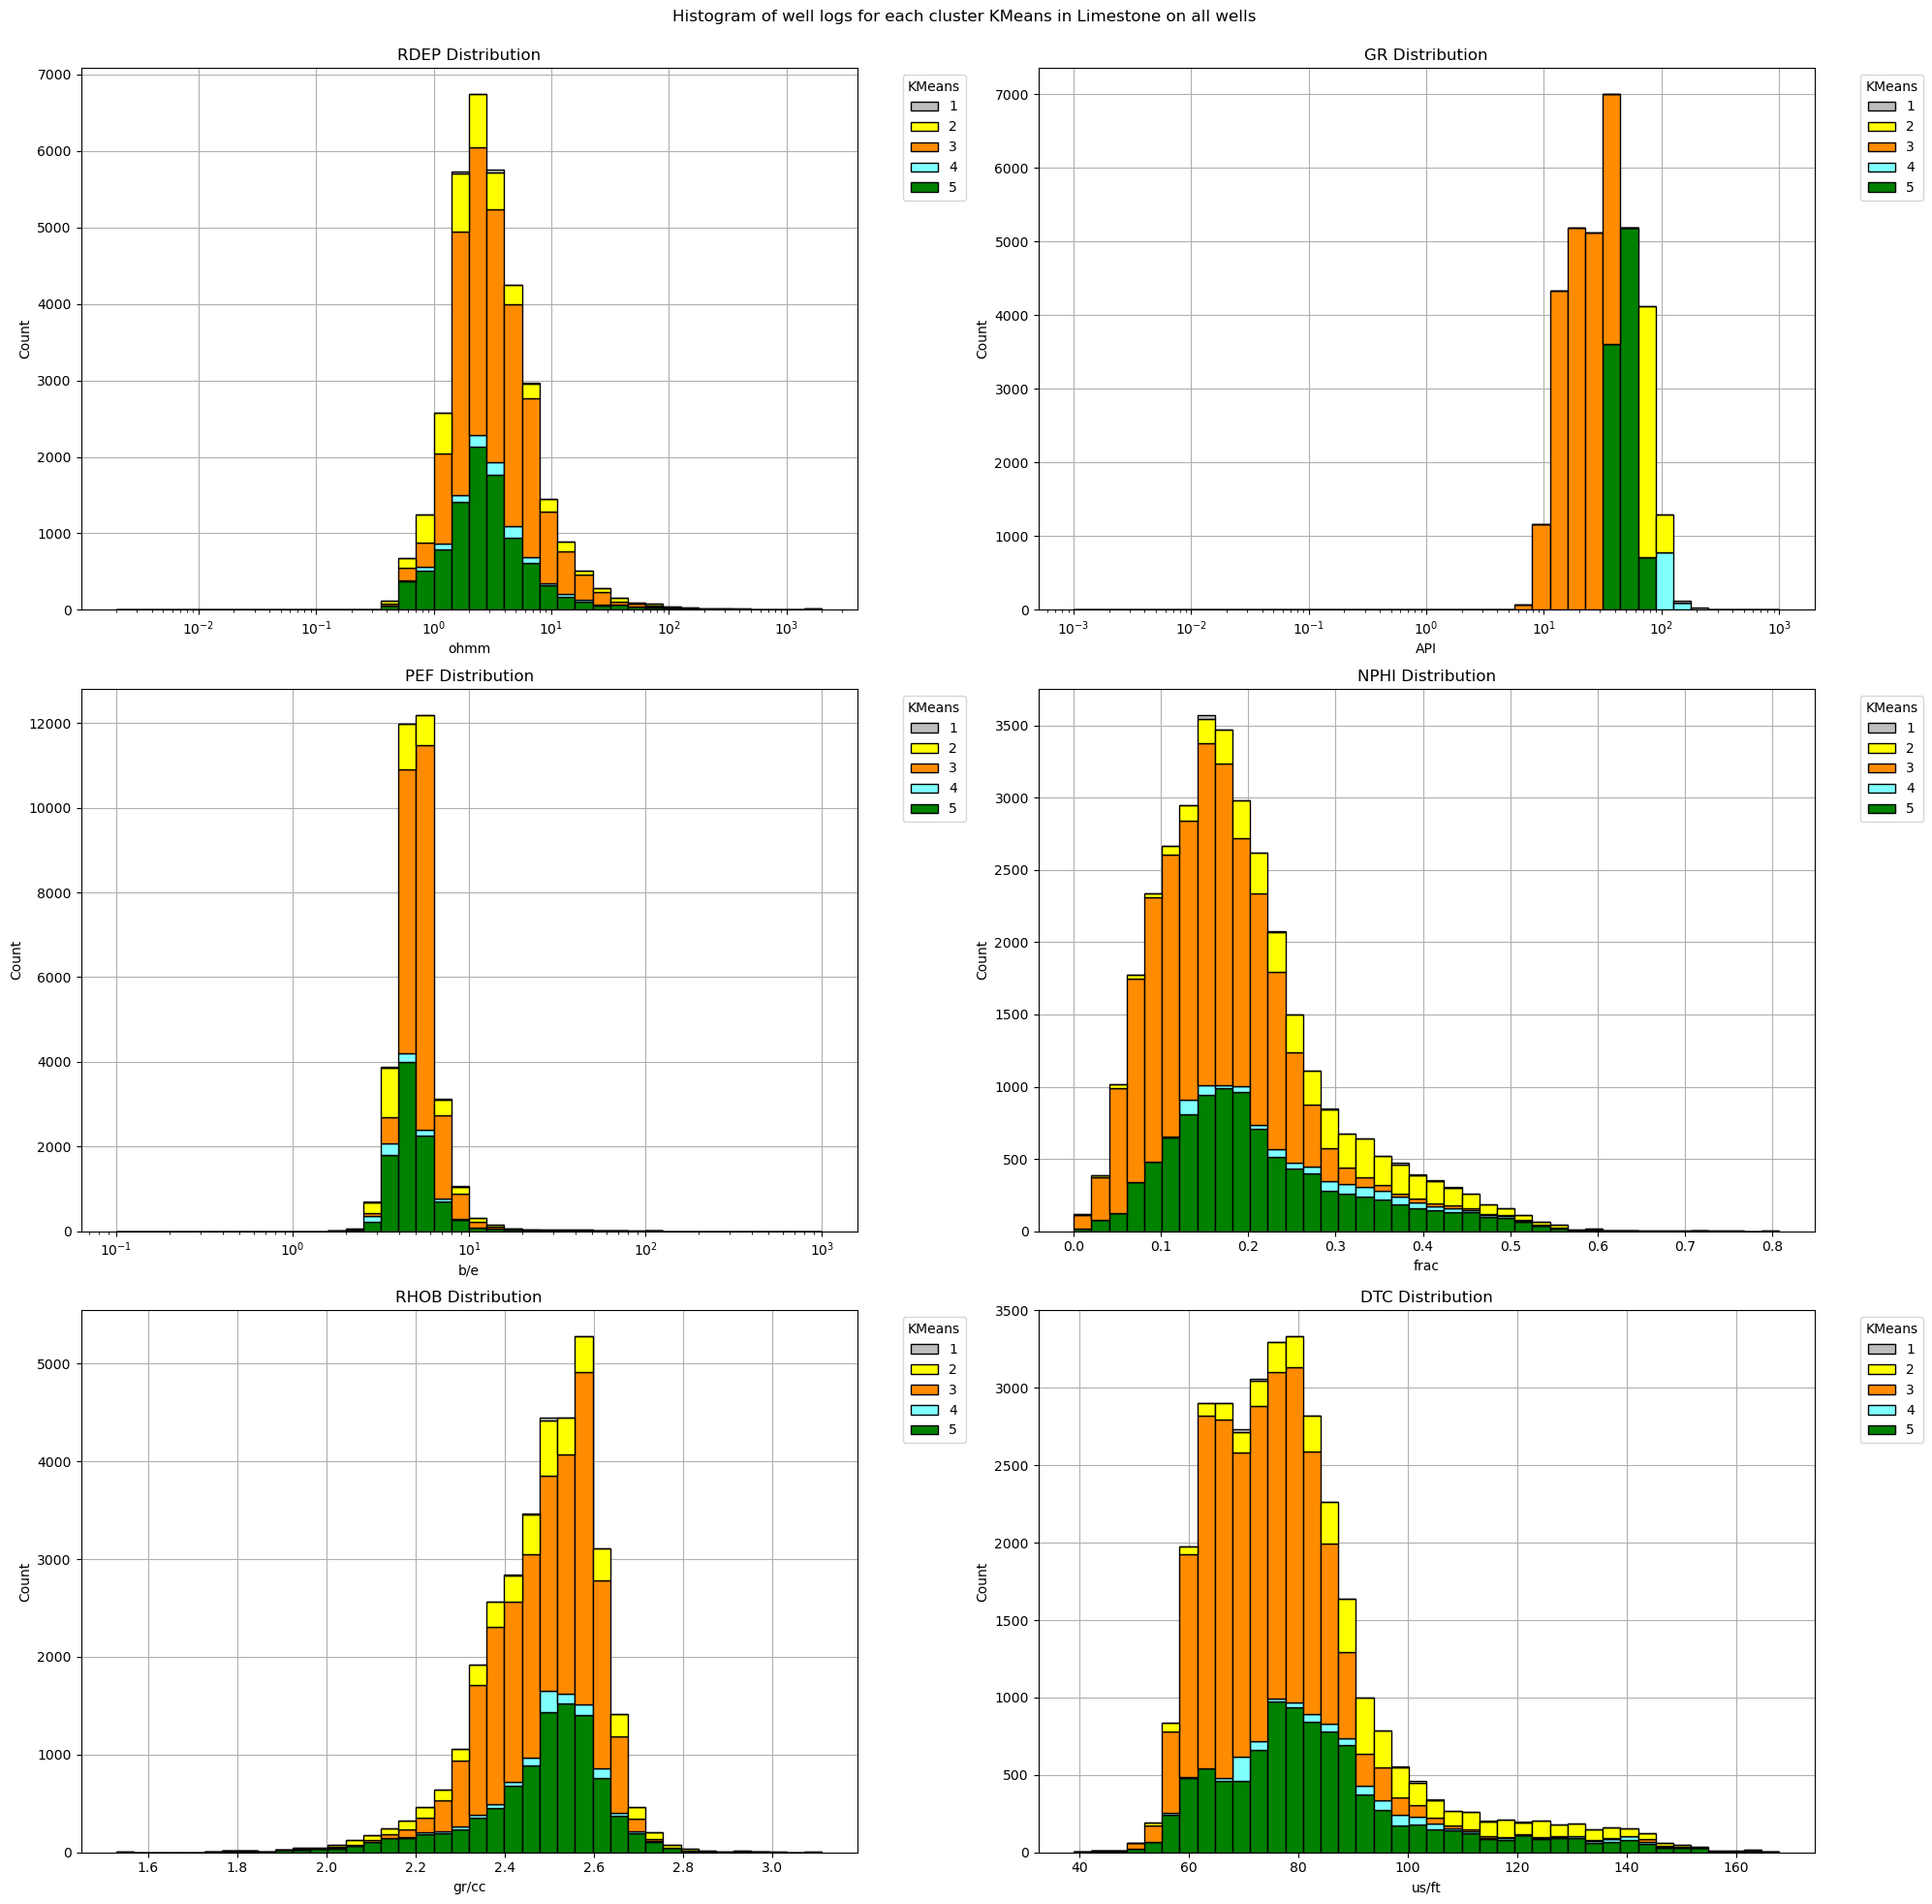 Histogram of well logs for each cluster KMeans in Limestone on all wells
RDEP Distribution
Count
7000
6000
5000
4000
3000
2000
1000
0
10⁻² 10⁻¹ 10⁰ 10¹ 10² 10³
ohmm
KMeans
1
2
3
4
5
GR Distribution
Count
7000
6000
5000
4000
3000
2000
1000
0
10⁻³ 10⁻² 10⁻¹ 10⁰ 10¹ 10² 10³
API
KMeans
1
2
3
4
5
PEF Distribution
Count
12000
10000
8000
6000
4000
2000
0
10⁻¹ 10⁰ 10¹ 10² 10³
b/e
KMeans
1
2
3
4
5
NPHI Distribution
Count
3500
3000
2500
2000
1500
1000
500
0
0.0 0.1 0.2 0.3 0.4 0.5 0.6 0.7 0.8
frac
KMeans
1
2
3
4
5
RHOB Distribution
Count
5000
4000
3000
2000
1000
0
1.6 1.8 2.0 2.2 2.4 2.6 2.8 3.0
gr/cc
KMeans
1
2
3
4
5
DTC Distribution
Count
3500
3000
2500
2000
1500
1000
500
0
40 60 80 100 120 140 160
us/ft
KMeans
1
2
3
4
5